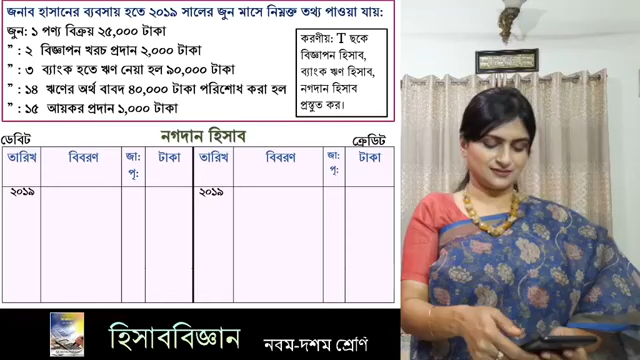 জনাব হাসানের ব্যবসায় হতে ২০১৯ সালের জুন মাসে নিম্নক্ত তথ্য পাওয়া যায়:
জুন: ১ পণ্য বিক্রয় ২৫,০০০ টাকা
" : ২ বিজ্ঞাপন খরচ প্রদান ২,০০০ টাকা
" : ৩ ব্যাংক হতে ঋণ নেয়া হল ৯০,০০০ টাকা
" : ১৪ ঋণের অর্থ বাবদ ৪০,০০০ টাকা পরিশোধ করা হল
" : ১৫ আয়কর প্রদান ১,০০০ টাকা
করণীয়: T ছকে
বিজ্ঞাপন হিসাব,
ব্যাংক ঋণ হিসাব,
নগদান হিসাব
প্রস্তুত কর।
ডেবিট নগদান হিসাব ক্রেডিট
তারিখ বিবরণ জা: পৃ: টাকা তারিখ বিবরণ জা: পৃ: টাকা
২০১৯ ২০১৯
হিসাববিজ্ঞান নবম-দশম শ্রেণি